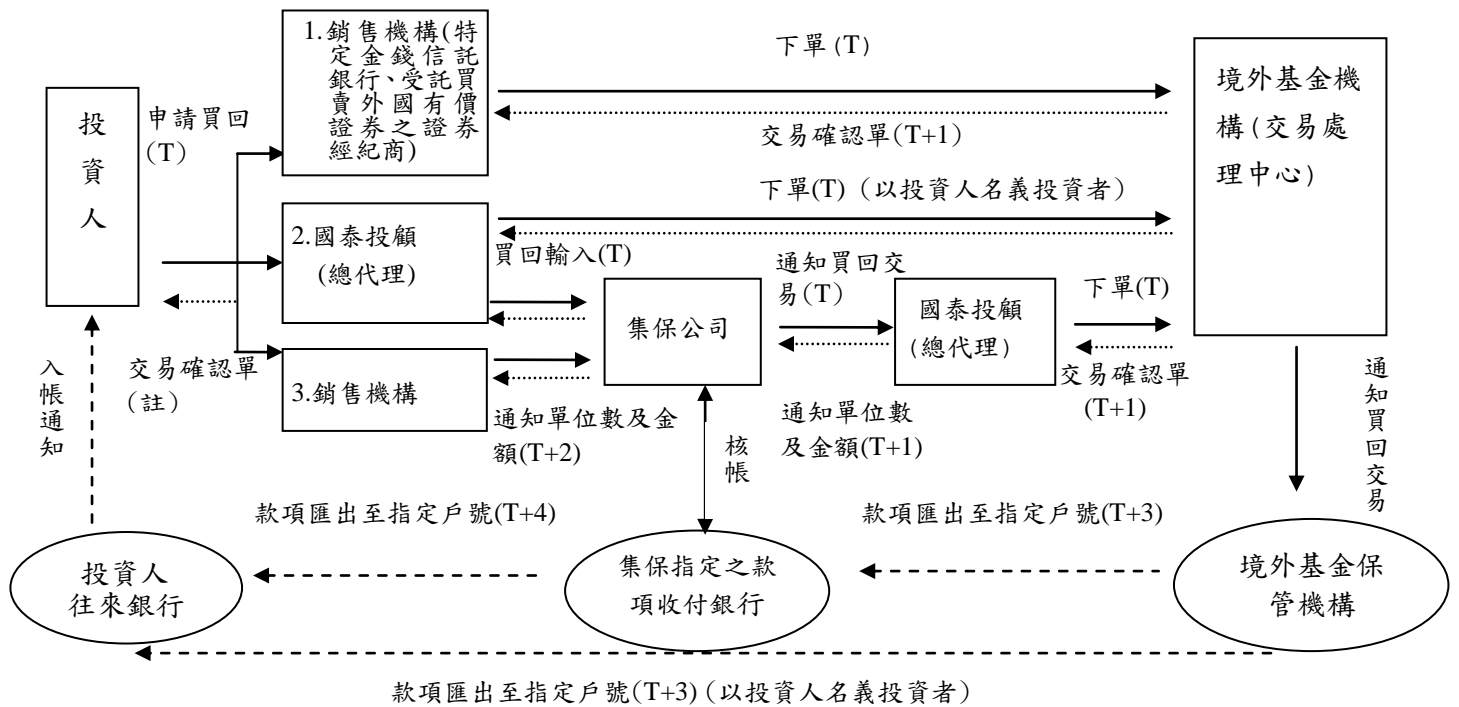 1.銷售機構(特
定金錢信託
銀行、受託買
賣外國有價
證券之證券
經紀商)
下單(T)
境外基金機
構(交易處
理中心)
投
資
人
申請買回
(T)
交易確認單(T+1)
下單(T)（以投資人名義投資者）
2.國泰投顧
(總代理)
買回輸入(T)
通知買回交
易(T)
集保公司
國泰投顧
(總代理)
下單(T)
交易確認單
(T+1)
入
帳
通
知
交易確認單
(註)
3.銷售機構
通知單位數及金
額(T+2)
通知單位數
及金額(T+1)
核
帳
通
知
買
回
交
易
款項匯出至指定戶號(T+4)
款項匯出至指定戶號(T+3)
投資人
往來銀行
集保指定之款
項收付銀行
境外基金保
管機構
款項匯出至指定戶號(T+3)(以投資人名義投資者)